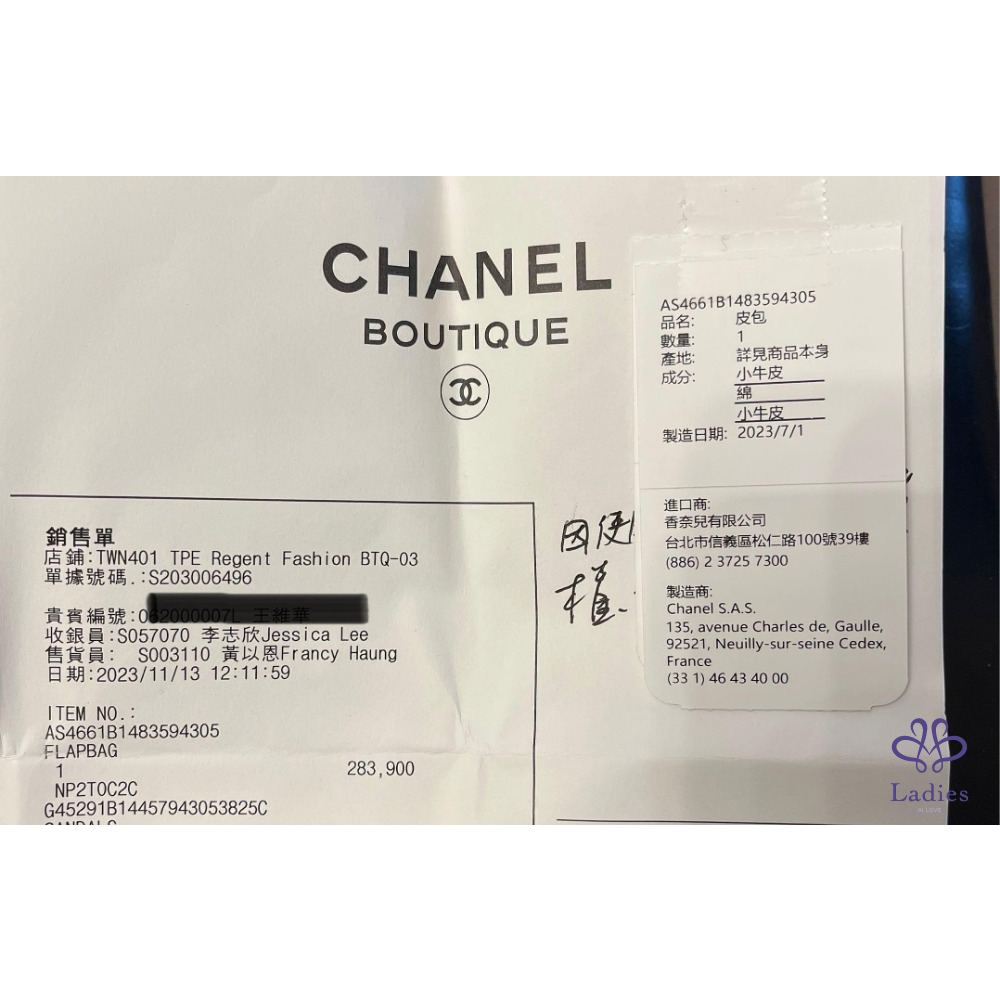 CHANEL
BOUTIQUE
銷售單
店鋪:TWN401 TPE Regent Fashion BTQ-03
單據號碼.:S203006496
貴賓編號:
收銀員:S057070 李志欣Jessica Lee
售貨員: S003110 黃以恩Francy Haung
日期:2023/11/13 12:11:59
ITEM NO.:
AS4661B1483594305
FLAPBAG
1 283,900
NP2T0C2C
G45291B14457943053825C
因
AS4661B1483594305
品名: 皮包
數量: 1
產地: 詳見商品本身
成分: 小牛皮
綿
小牛皮
製造日期: 2023/7/1
進口商:
香奈兒有限公司
台北市信義區松仁路100號39樓
(886) 2 3725 7300
製造商:
Chanel S.A.S.
135, avenue Charles de, Gaulle,
92521, Neuilly-sur-seine Cedex,
France
(33 1) 46 43 40 00
Ladies